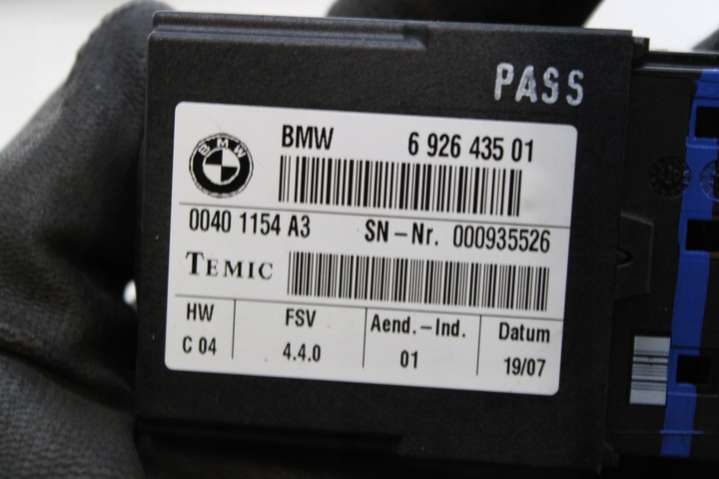 PASS
BMW 6 926 435 01
BMW
0040 1154 A3 SN-Nr. 000935526
TEMIC
HW FSV Aend.-Ind. Datum
C 04 4.4.0 01 19/07